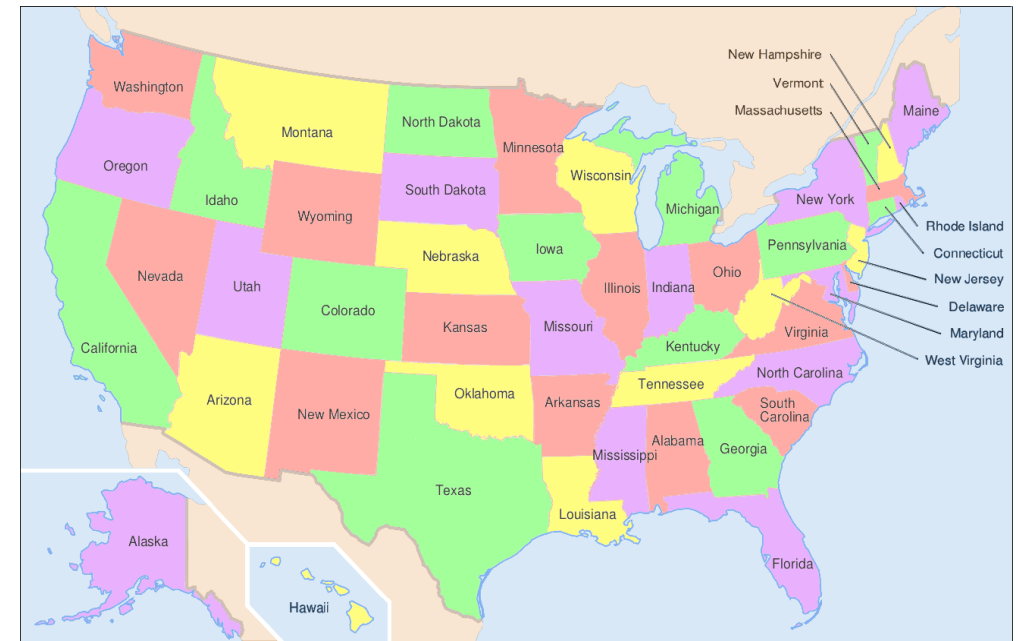 New Hampshire
Vermont
Massachusetts
Maine
Washington
Montana
North Dakota
Minnesota
Oregon
Idaho
Wyoming
South Dakota
Wisconsin
Michigan
New York
Rhode Island
Connecticut
New Jersey
Delaware
Maryland
West Virginia
Nebraska
Iowa
Pennsylvania
Nevada
Utah
Colorado
Kansas
Missouri
Illinois
Indiana
Ohio
Virginia
Kentucky
California
Arizona
New Mexico
Oklahoma
Arkansas
Tennessee
North Carolina
South
Carolina
Texas
Louisiana
Mississippi
Alabama
Georgia
Florida
Alaska
Hawaii